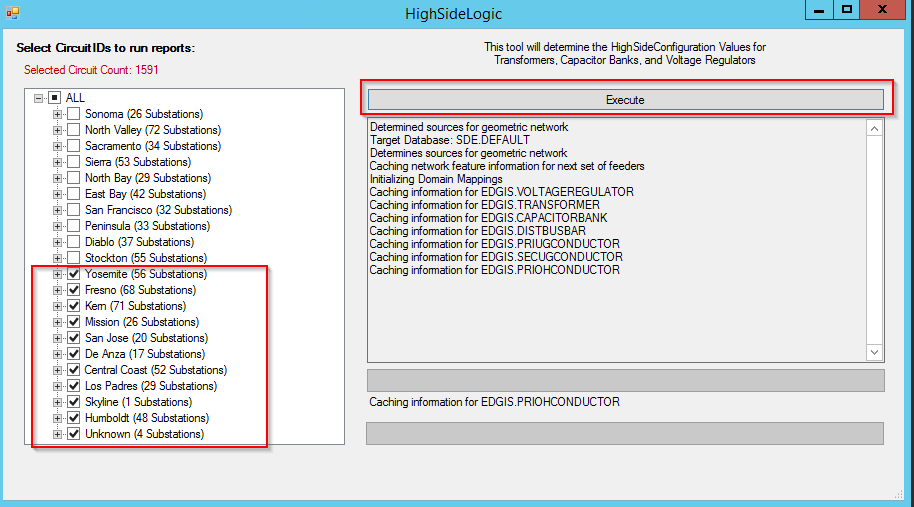 HighSideLogic
Select CircuitIDs to run reports:
Selected Circuit Count: 1591
ALL
Sonoma (26 Substations)
North Valley (72 Substations)
Sacramento (34 Substations)
Sierra (53 Substations)
North Bay (29 Substations)
East Bay (42 Substations)
San Francisco (32 Substations)
Peninsula (33 Substations)
Diablo (37 Substations)
Stockton (55 Substations)
Yosemite (56 Substations)
Fresno (68 Substations)
Kern (71 Substations)
Mission (26 Substations)
San Jose (20 Substations)
De Anza (17 Substations)
Central Coast (52 Substations)
Los Padres (29 Substations)
Skyline (1 Substations)
Humboldt (48 Substations)
Unknown (4 Substations)
This tool will determine the HighSideConfiguration Values for
Transformers, Capacitor Banks, and Voltage Regulators
Execute
Determined sources for geometric network
Target Database: SDE.DEFAULT
Determines sources for geometric network
Caching network feature information for next set of feeders
Initializing Domain Mappings
Caching information for EDGIS.VOLTAGEREGULATOR
Caching information for EDGIS.TRANSFORMER
Caching information for EDGIS.CAPACITORBANK
Caching information for EDGIS.DISTBUSBAR
Caching information for EDGIS.PRIUGCONDUCTOR
Caching information for EDGIS.SECUGCONDUCTOR
Caching information for EDGIS.PRIOHCONDUCTOR
Caching information for EDGIS.PRIOHCONDUCTOR